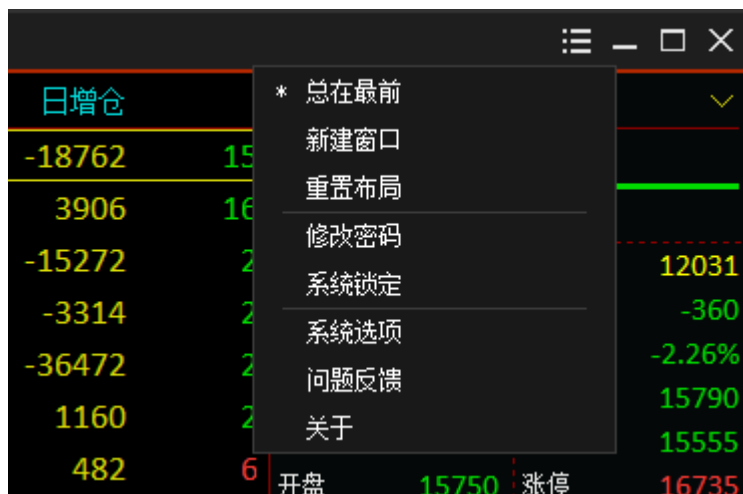 日增仓
* 总在最前
-18762 15
新建窗口
3906 16
重置布局
-15272 2
修改密码
12031
-3314 2
系统锁定
-360
-36472 2
系统选项
-2.26%
1160 2
问题反馈
15790
关于
15555
482 6
开盘 15750 涨停 16735